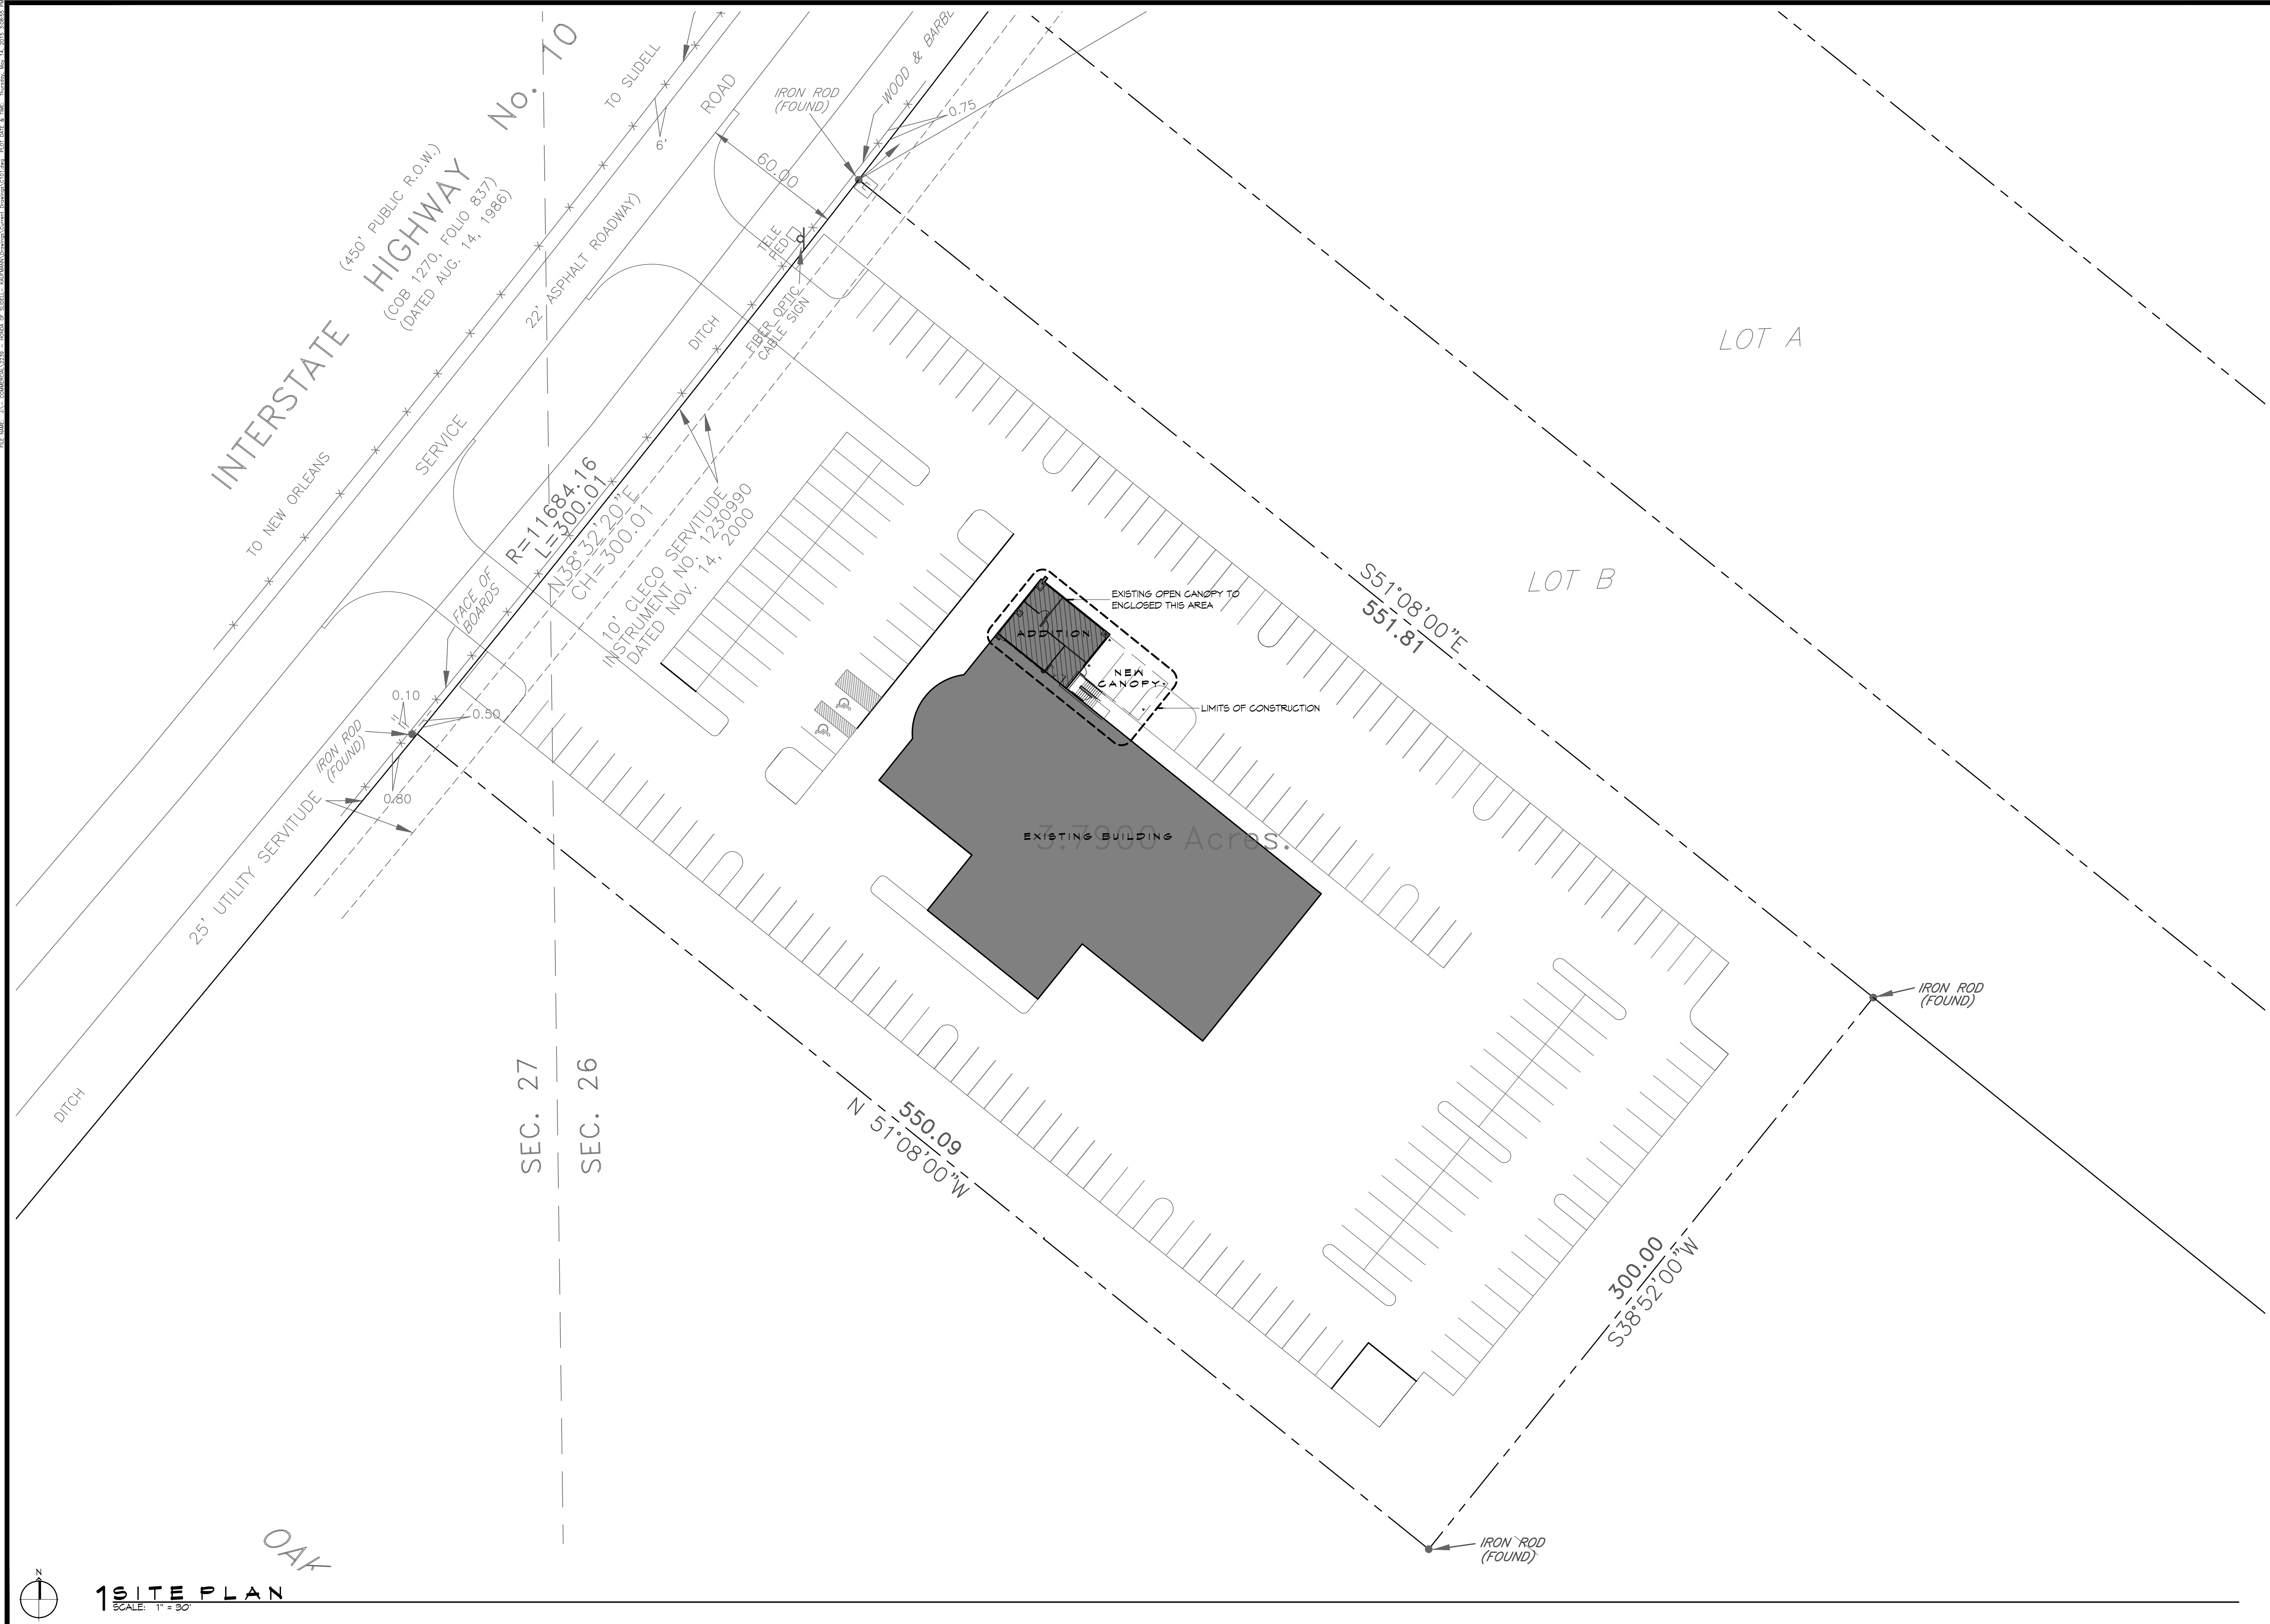 INTERSTATE HIGHWAY No. 10
(450' PUBLIC R.O.W.)
(COB 1270, FOLIO 837)
(DATED AUG. 14, 1986)
TO SLIDELL
TO NEW ORLEANS
6'
SERVICE ROAD
22' ASPHALT ROADWAY)
60.00
IRON ROD
(FOUND)
WOOD &
0.75
TELE
PED
FIBER OPTIC
CABLE SIGN
DITCH
R=11684.16
L=300.01
N38°32'20"E
CH=300.01
10' CLECO SERVITUDE
INSTRUMENT NO. 1230990
DATED NOV. 14, 2000
FACE OF
BOARDS
0.10
0.50
0.80
IRON ROD
(FOUND)
25' UTILITY SERVITUDE
DITCH
LOT A
LOT B
S51°08'00"E
551.81
EXISTING OPEN CANOPY TO
ENCLOSED THIS AREA
ADDITION
NEW
CANOPY
LIMITS OF CONSTRUCTION
EXISTING BUILDING
3.7900 Acres.
IRON ROD
(FOUND)
SEC. 27
SEC. 26
550.09
N 51°08'00"W
300.00
S38°52'00"W
IRON ROD
(FOUND)
OAK
N
1 SITE PLAN
SCALE: 1" = 30'